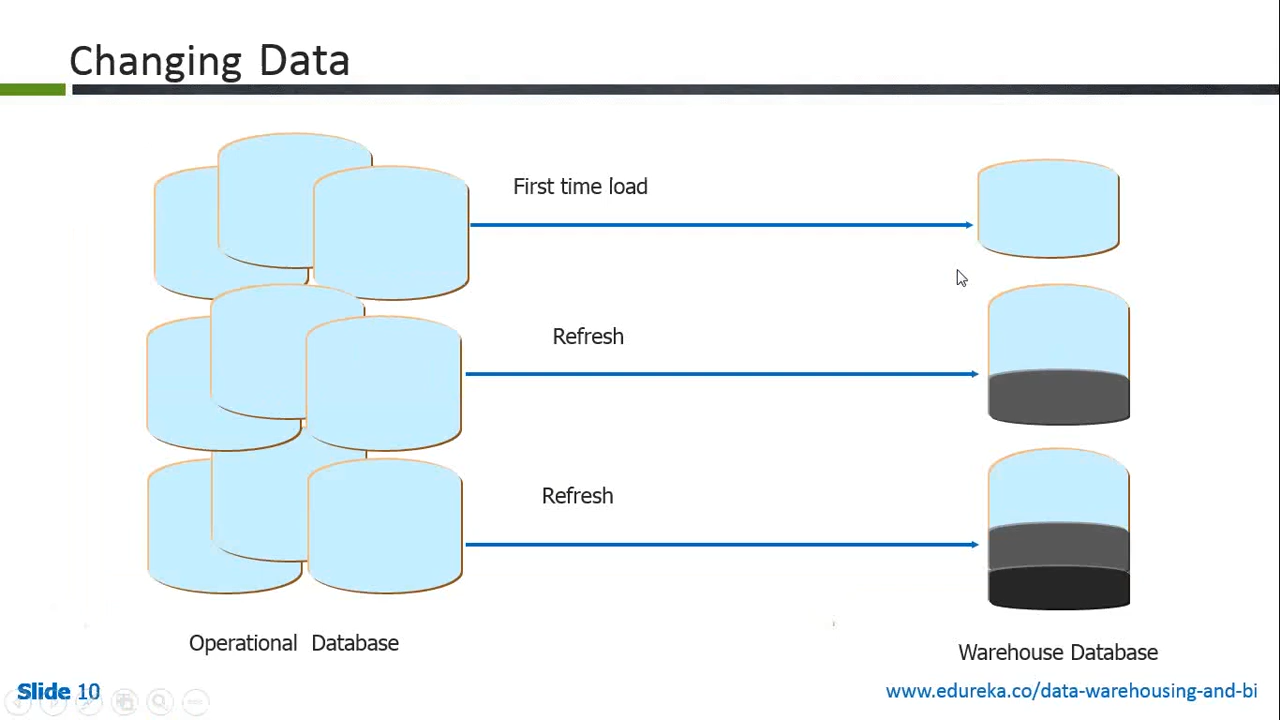 Changing Data
First time load
Refresh
Refresh
Operational Database
Warehouse Database
Slide 10
www.edureka.co/data-warehousing-and-bi